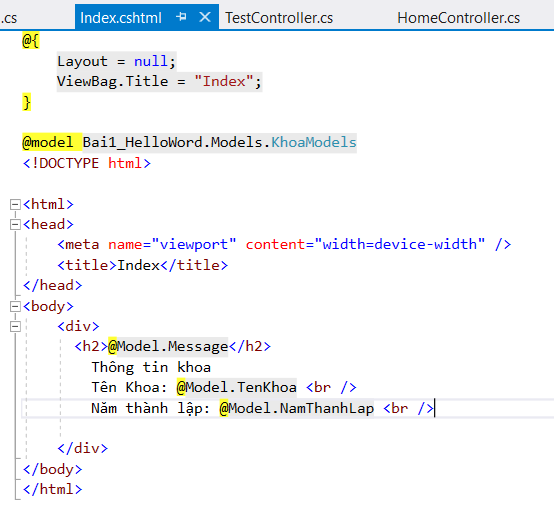 .cs Index.cshtml TestController.cs HomeController.cs
@{
Layout = null;
ViewBag.Title = "Index";
}
@model Bai1_HelloWord.Models.KhoaModels
<!DOCTYPE html>
<html>
<head>
<meta name="viewport" content="width=device-width" />
<title>Index</title>
</head>
<body>
<div>
<h2>@Model.Message</h2>
Thông tin khoa
Tên Khoa: @Model.TenKhoa <br />
Năm thành lập: @Model.NamThanhLap <br />
</div>
</body>
</html>